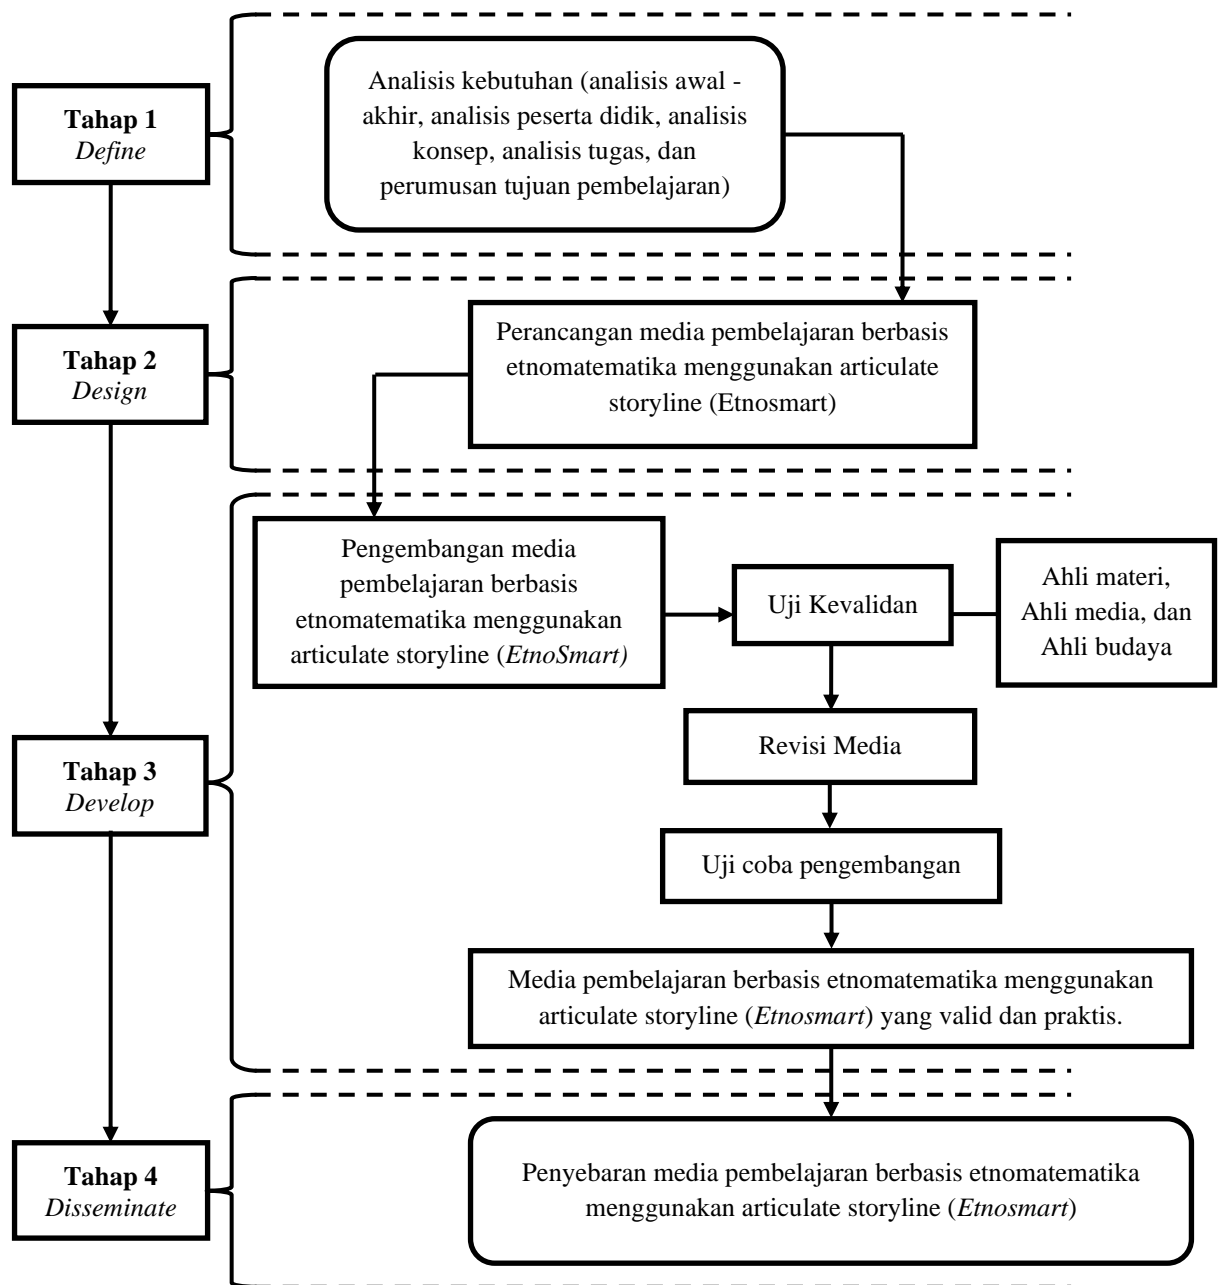 Tahap 1
Define
Analisis kebutuhan (analisis awal -
akhir, analisis peserta didik, analisis
konsep, analisis tugas, dan
perumusan tujuan pembelajaran)
Tahap 2
Design
Perancangan media pembelajaran berbasis
etnomatematika menggunakan articulate
storyline (Etnosmart)
Tahap 3
Develop
Pengembangan media
pembelajaran berbasis
etnomatematika menggunakan
articulate storyline (EtnoSmart)
Uji Kevalidan
Ahli materi,
Ahli media, dan
Ahli budaya
Revisi Media
Uji coba pengembangan
Media pembelajaran berbasis etnomatematika menggunakan
articulate storyline (Etnosmart) yang valid dan praktis.
Tahap 4
Disseminate
Penyebaran media pembelajaran berbasis etnomatematika
menggunakan articulate storyline (Etnosmart)